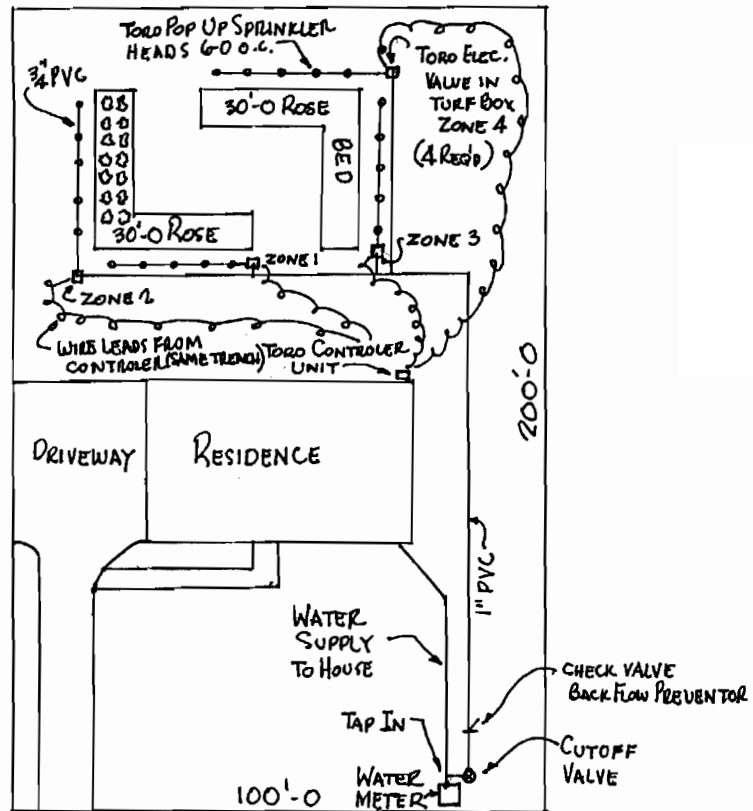 TORO POP UP SPRINKLER
HEADS 6-0 O.C.
TORO ELEC.
VALUE IN
TURF BOX
ZONE 4
(4 REQ'D)
3/4" PVC
30'-0 ROSE
BED
30'-0 ROSE
ZONE 1
ZONE 3
ZONE 2
WIRE LEADS FROM
CONTROLER (SAME TRENCH)
TORO CONTROLER
UNIT
200'-0
DRIVEWAY
RESIDENCE
1" PVC
WATER
SUPPLY
TO HOUSE
CHECK VALVE
BACK FLOW PREVENTOR
TAP IN
CUTOFF
VALVE
WATER
METER
100'-0